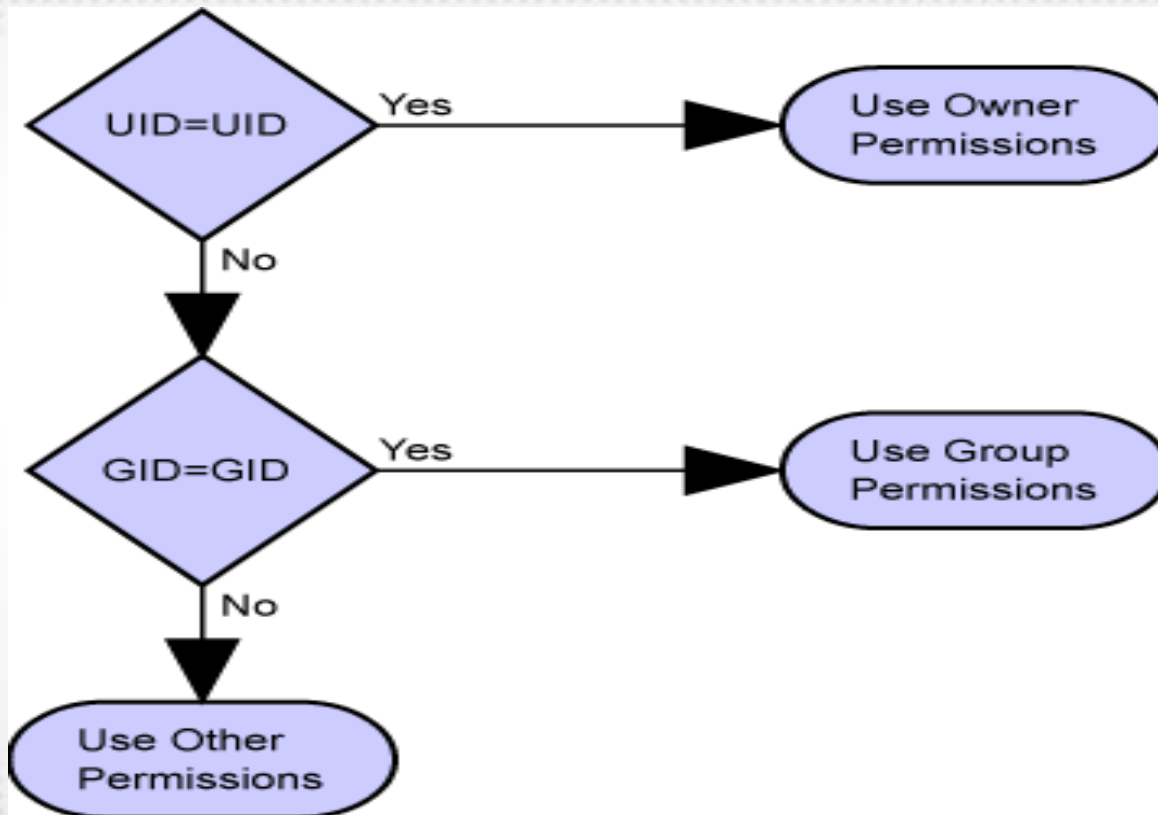 UID=UID
Yes
Use Owner
Permissions
No
GID=GID
Yes
Use Group
Permissions
No
Use Other
Permissions